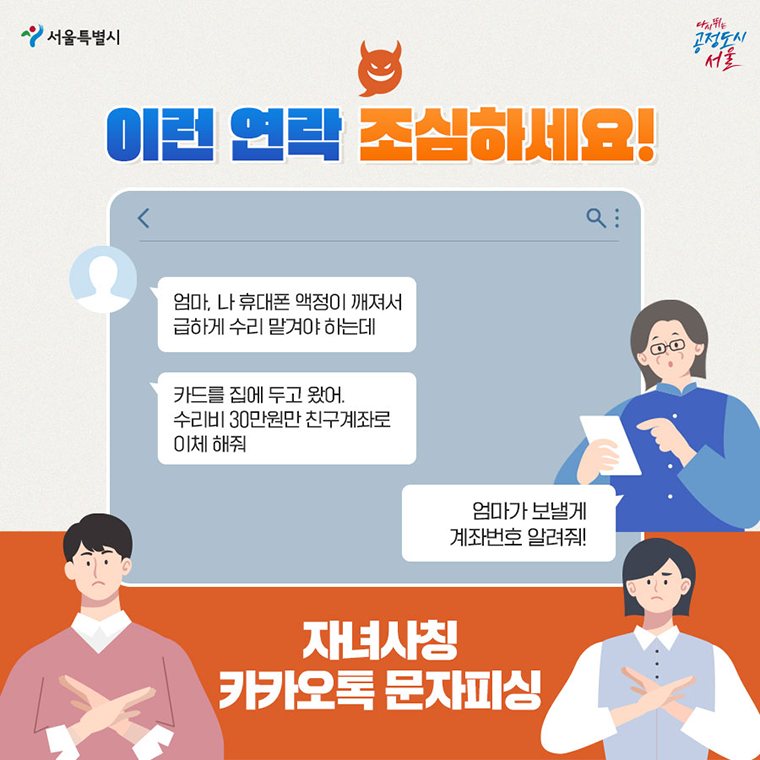 서울특별시
다시뛰는
공정도시
서울
이런 연락 조심하세요!
엄마, 나 휴대폰 액정이 깨져서
급하게 수리 맡겨야 하는데
카드를 집에 두고 왔어.
수리비 30만원만 친구계좌로
이체 해줘
엄마가 보낼게
계좌번호 알려줘!
자녀사칭
카카오톡 문자피싱